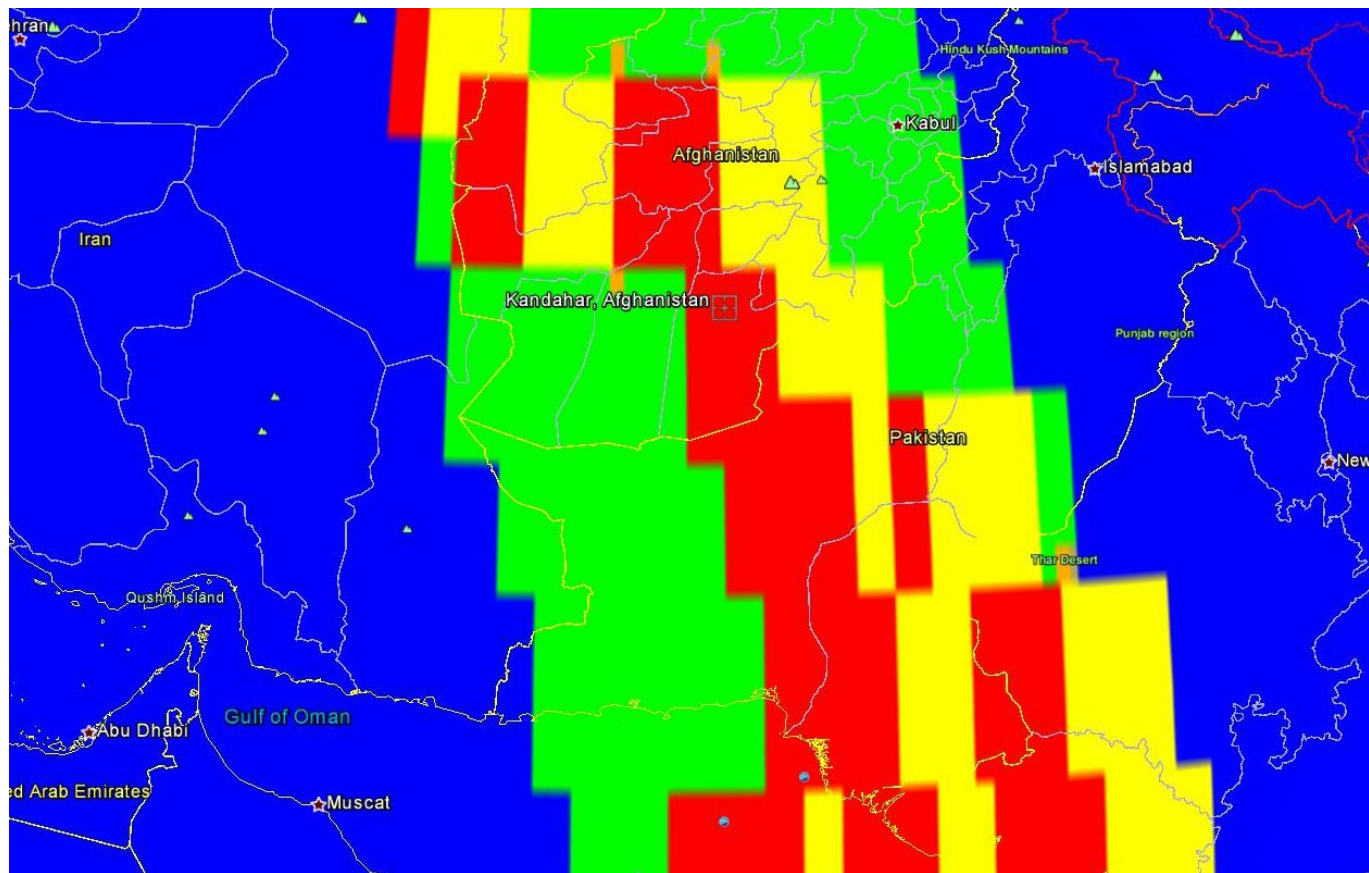 ehran
Hindu Kush Mountains
Kabul
Afghanistan
Islamabad
Iran
Kandahar, Afghanistan
Punjab region
Pakistan
New
Thar Desert
Qushm Island
Gulf of Oman
Abu Dhabi
ed Arab Emirates
Muscat